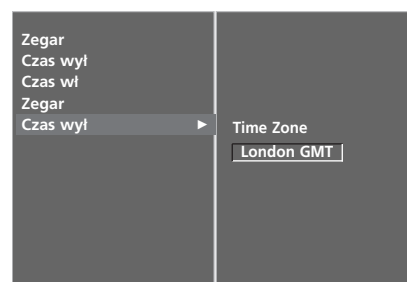 Zegar
Czas wył
Czas wł
Zegar
Czas wył ►
Time Zone
London GMT